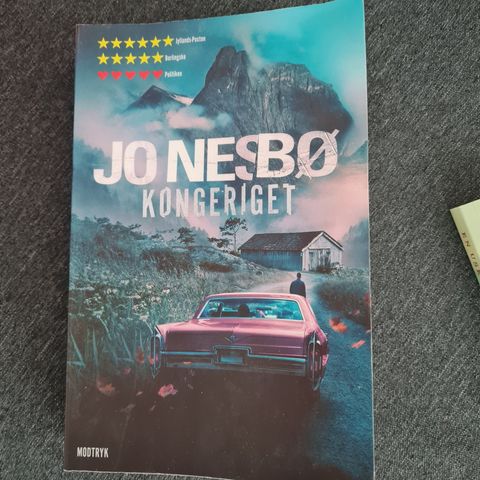 ★★★★★★ Jyllands-Posten
★★★★★ Berlingske
♥♥♥♥♥ Politiken
JO NESBØ
KONGERIGET
MODTRYK